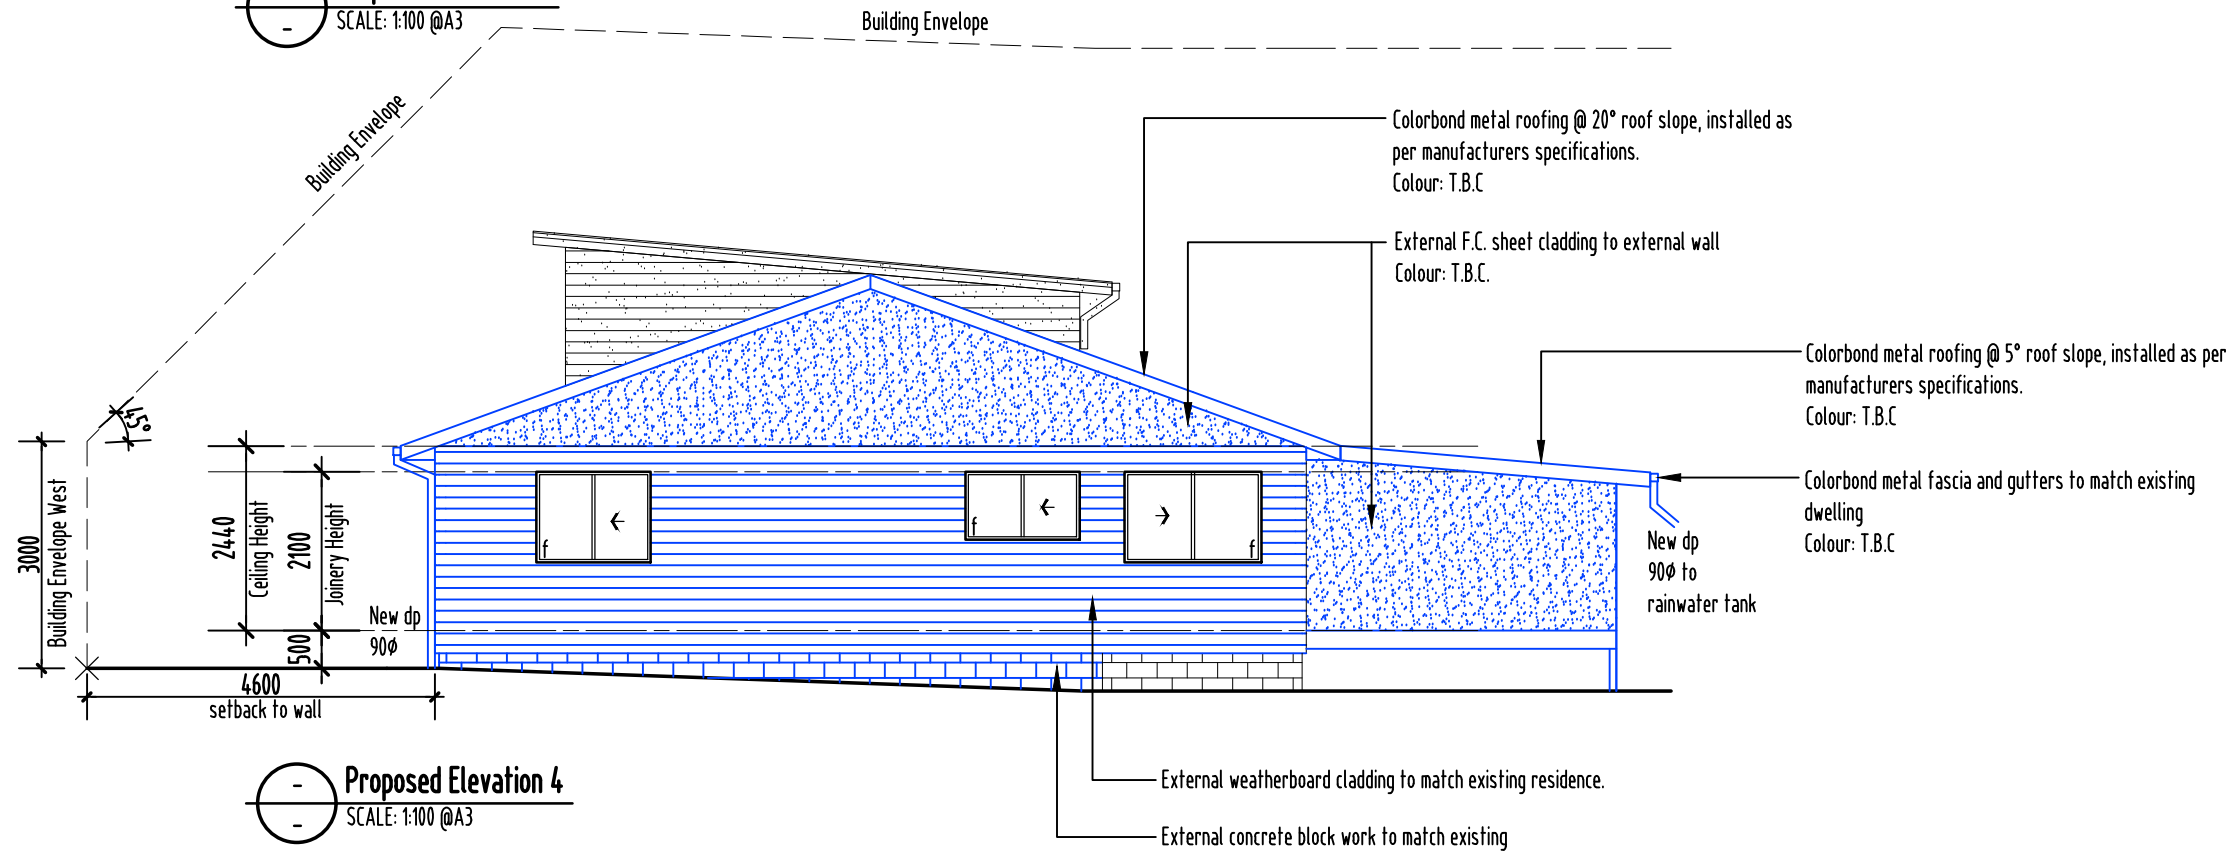 SCALE: 1:100 @A3
Building Envelope
Building Envelope
Colorbond metal roofing @ 20° roof slope, installed as
per manufacturers specifications.
Colour: T.B.C
External F.C. sheet cladding to external wall
Colour: T.B.C.
Colorbond metal roofing @ 5° roof slope, installed as per
manufacturers specifications.
Colour: T.B.C
45°
Colorbond metal fascia and gutters to match existing
dwelling
Colour: T.B.C
New dp
90Ø to
rainwater tank
3000
Building Envelope West
2440
Ceiling Height
2100
Joinery Height
500
New dp
90Ø
f
f
f
4600
setback to wall
Proposed Elevation 4
SCALE: 1:100 @A3
External weatherboard cladding to match existing residence.
External concrete block work to match existing